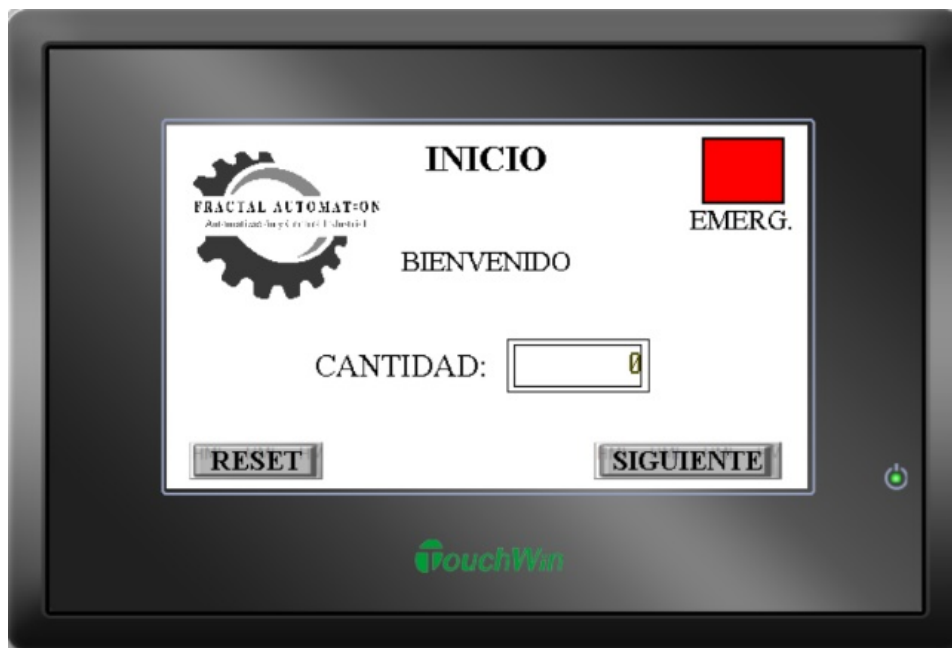 INICIO
FRACTAL AUTOMAT=ON
EMERG.
BIENVENIDO
CANTIDAD: 0
RESET
SIGUIENTE
TouchWin